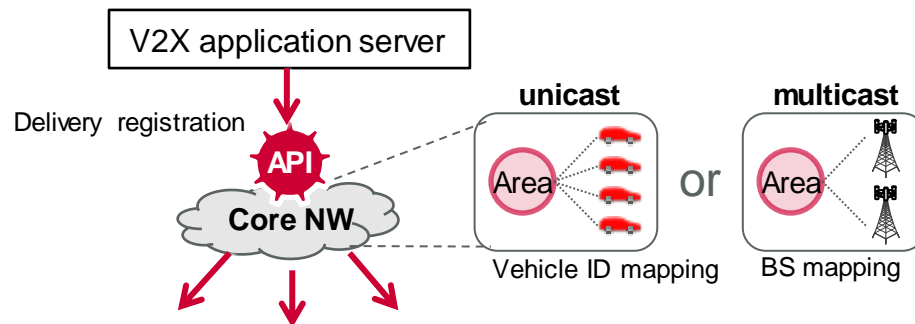 V2X application server
Delivery registration
API
Core NW
unicast
Area
Vehicle ID mapping
or
multicast
Area
BS mapping